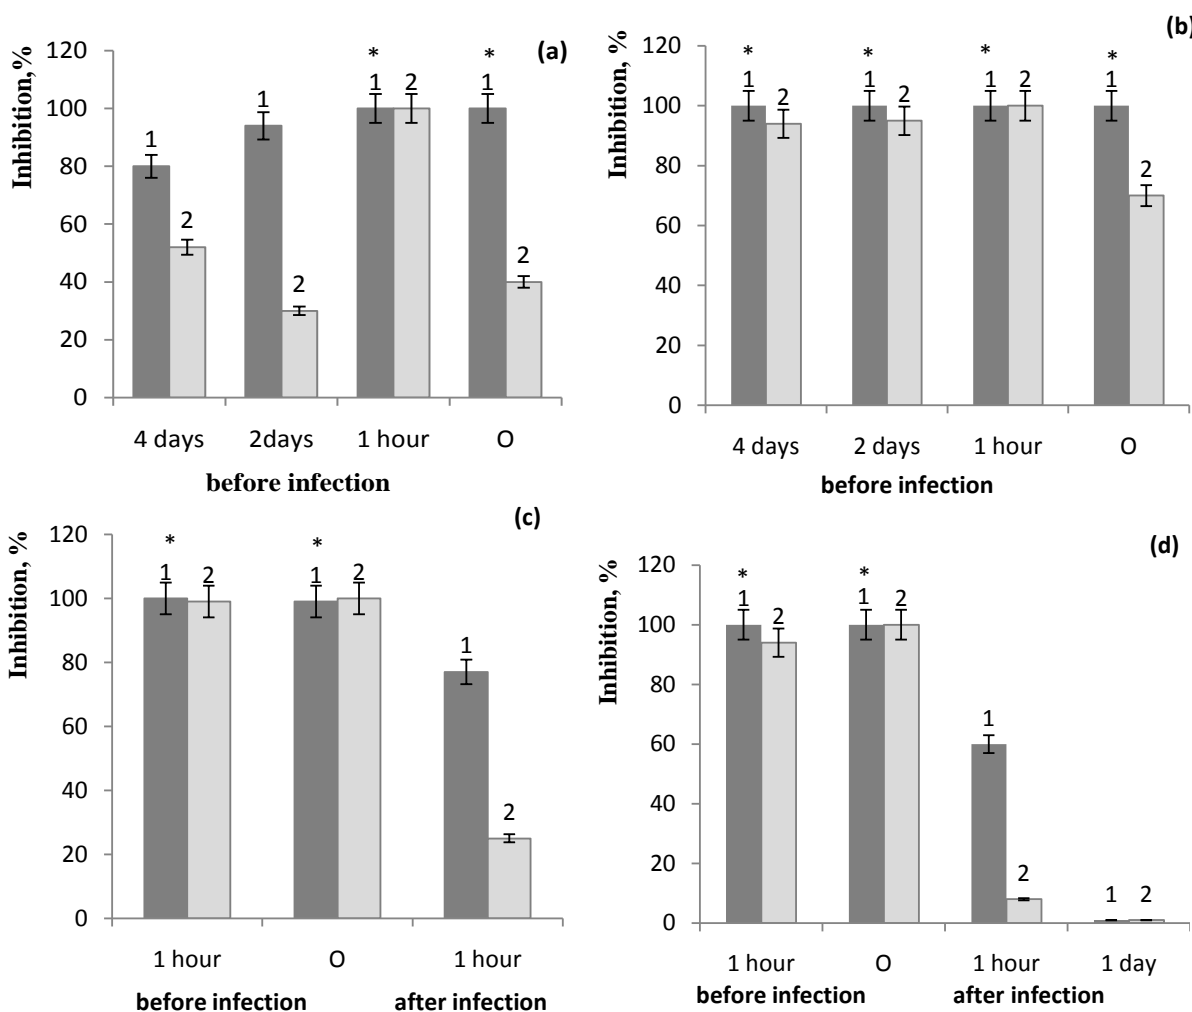 (a)
Inhibition,%
120
100
80
60
40
20
0
1
2
1
2
*
1
2
*
1
2
4 days
2days
1 hour
O
before infection
(b)
Inhibition, %
120
100
80
60
40
20
0
*
1
2
*
1
2
*
1
2
*
1
2
4 days
2 days
1 hour
O
before infection
(c)
Inhibition, %
120
100
80
60
40
20
0
*
1
2
*
1
2
1
2
1 hour
O
1 hour
before infection
after infection
(d)
Inhibition, %
120
100
80
60
40
20
0
*
1
2
*
1
2
1
2
1
2
1 hour
O
1 hour
1 day
before infection
after infection